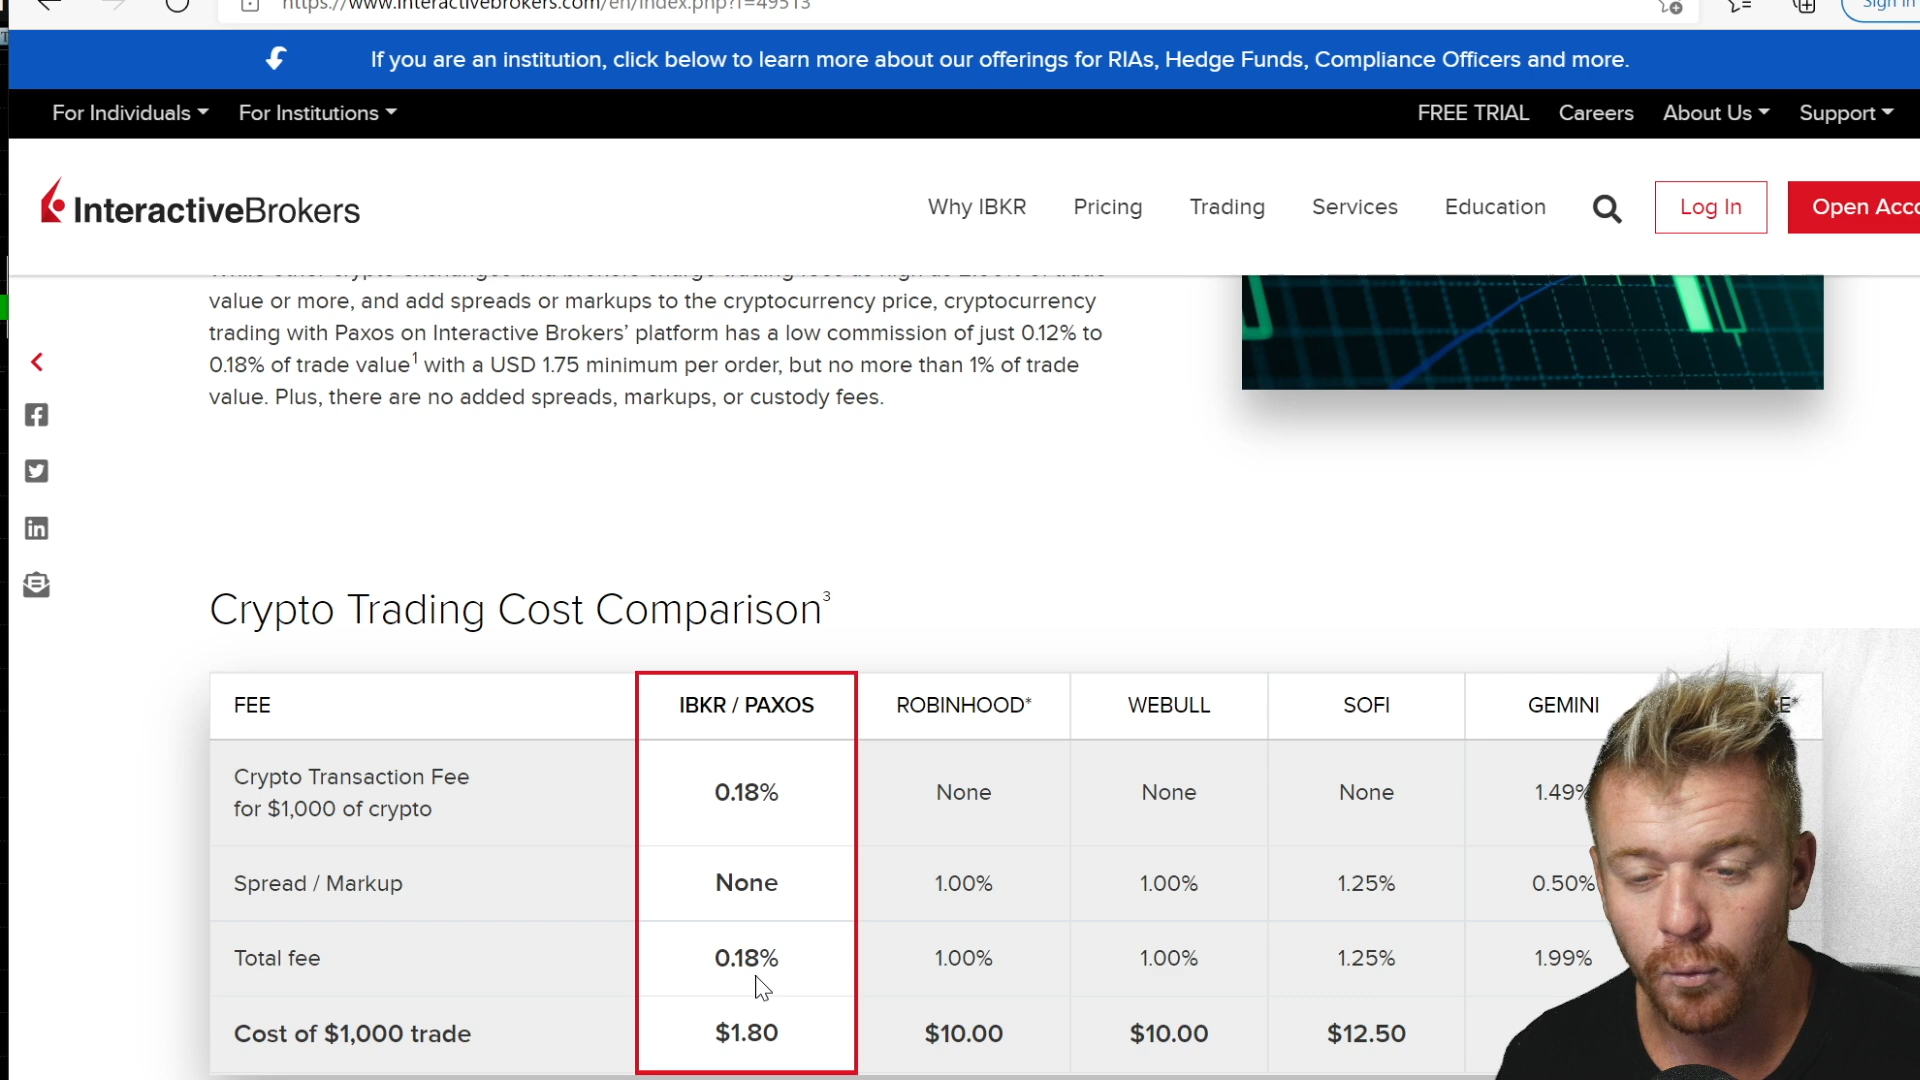 https://www.interactivebrokers.com/en/index.php?f=49513
Sign in
If you are an institution, click below to learn more about our offerings for RIAs, Hedge Funds, Compliance Officers and more.
For Individuals For Institutions FREE TRIAL Careers About Us Support
InteractiveBrokers Why IBKR Pricing Trading Services Education Log In Open Acco
value or more, and add spreads or markups to the cryptocurrency price, cryptocurrency
trading with Paxos on Interactive Brokers’ platform has a low commission of just 0.12% to
0.18% of trade value1 with a USD 1.75 minimum per order, but no more than 1% of trade
value. Plus, there are no added spreads, markups, or custody fees.
Crypto Trading Cost Comparison3
FEE IBKR / PAXOS ROBINHOOD* WEBULL SOFI GEMINI E*
Crypto Transaction Fee
for $1,000 of crypto 0.18% None None None 1.49%
Spread / Markup None 1.00% 1.00% 1.25% 0.50%
Total fee 0.18% 1.00% 1.00% 1.25% 1.99%
Cost of $1,000 trade $1.80 $10.00 $10.00 $12.50